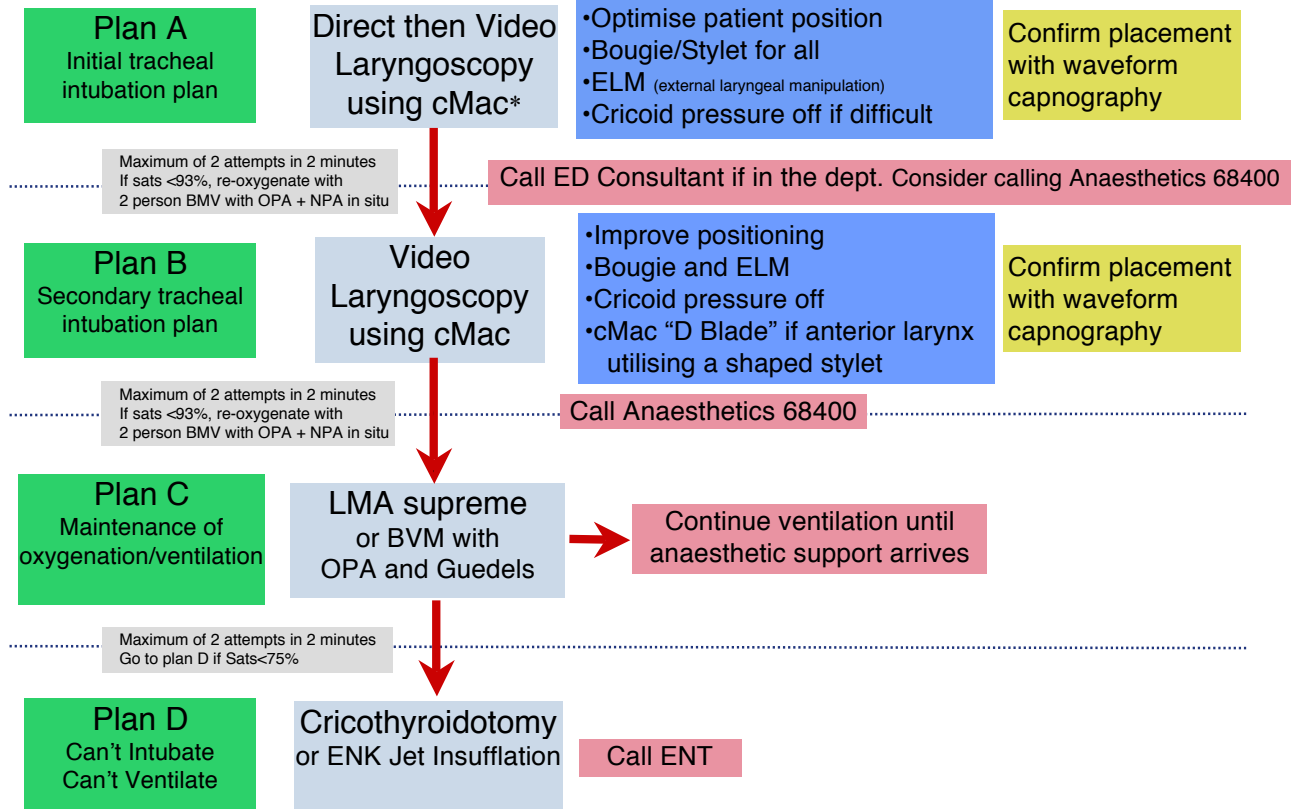 Plan A
Initial tracheal
intubation plan
Direct then Video
Laryngoscopy
using cMac*
•Optimise patient position
•Bougie/Stylet for all
•ELM (external laryngeal manipulation)
•Cricoid pressure off if difficult
Confirm placement
with waveform
capnography
Maximum of 2 attempts in 2 minutes
If sats <93%, re-oxygenate with
2 person BMV with OPA + NPA in situ
Call ED Consultant if in the dept. Consider calling Anaesthetics 68400
Plan B
Secondary tracheal
intubation plan
Video
Laryngoscopy
using cMac
•Improve positioning
•Bougie and ELM
•Cricoid pressure off
•cMac “D Blade” if anterior larynx
utilising a shaped stylet
Confirm placement
with waveform
capnography
Maximum of 2 attempts in 2 minutes
If sats <93%, re-oxygenate with
2 person BMV with OPA + NPA in situ
Call Anaesthetics 68400
Plan C
Maintenance of
oxygenation/ventilation
LMA supreme
or BVM with
OPA and Guedels
Continue ventilation until
anaesthetic support arrives
Maximum of 2 attempts in 2 minutes
Go to plan D if Sats<75%
Plan D
Can’t Intubate
Can’t Ventilate
Cricothyroidotomy
or ENK Jet Insufflation
Call ENT